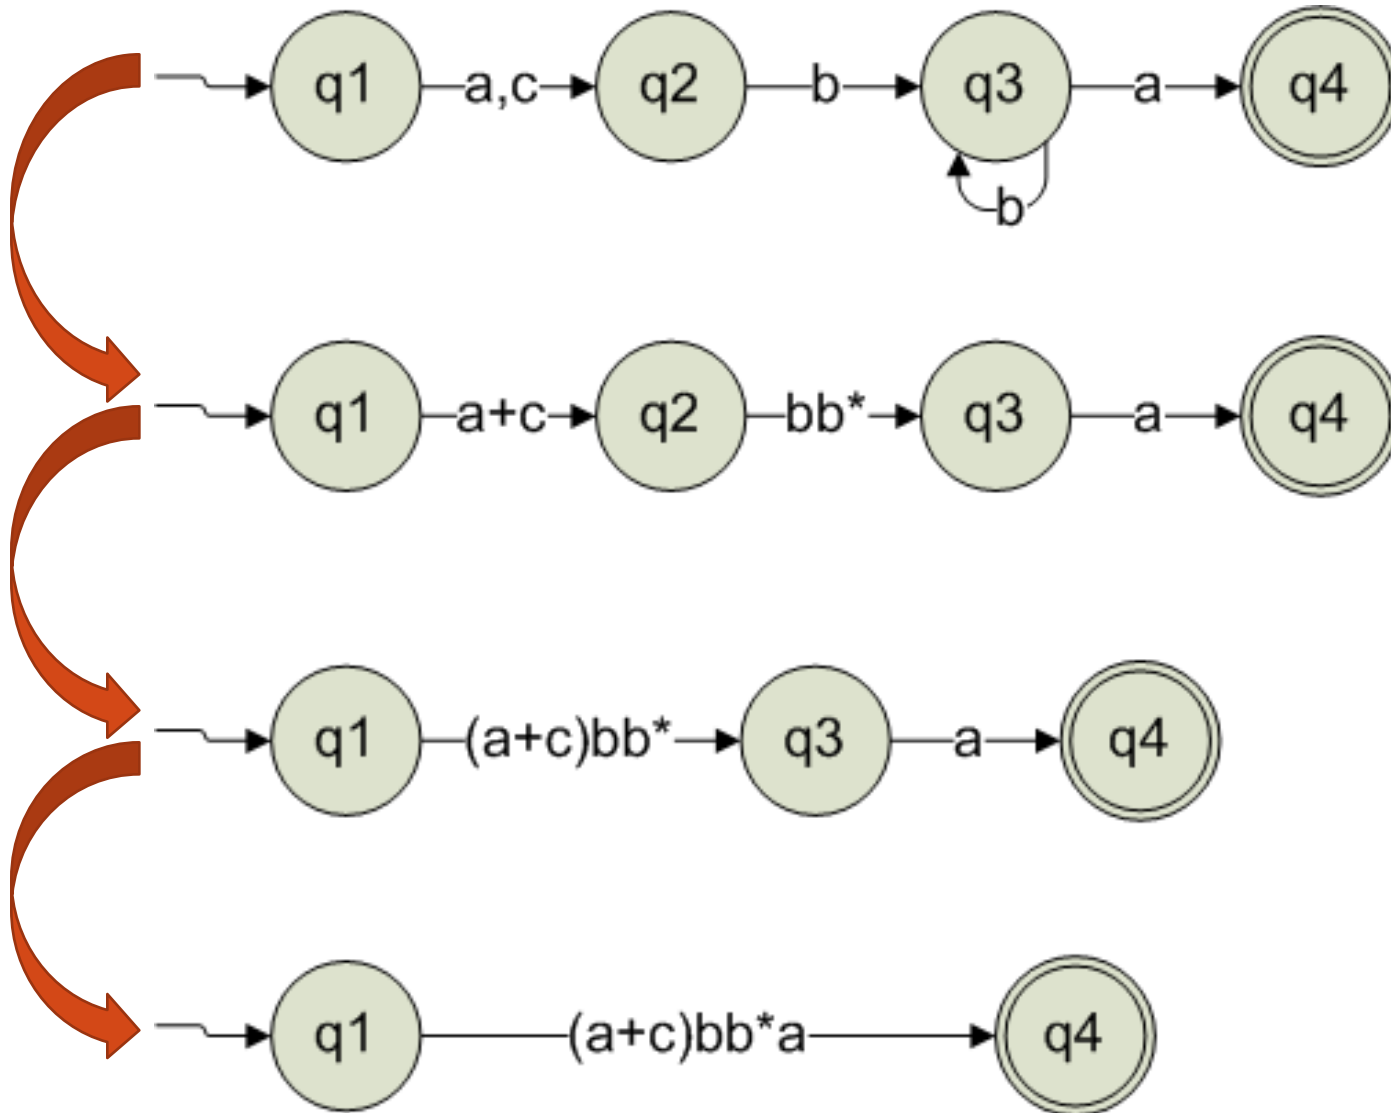 q1 a,c q2 b q3 a q4
b
q1 a+c q2 bb* q3 a q4
q1 (a+c)bb* q3 a q4
q1 (a+c)bb*a q4